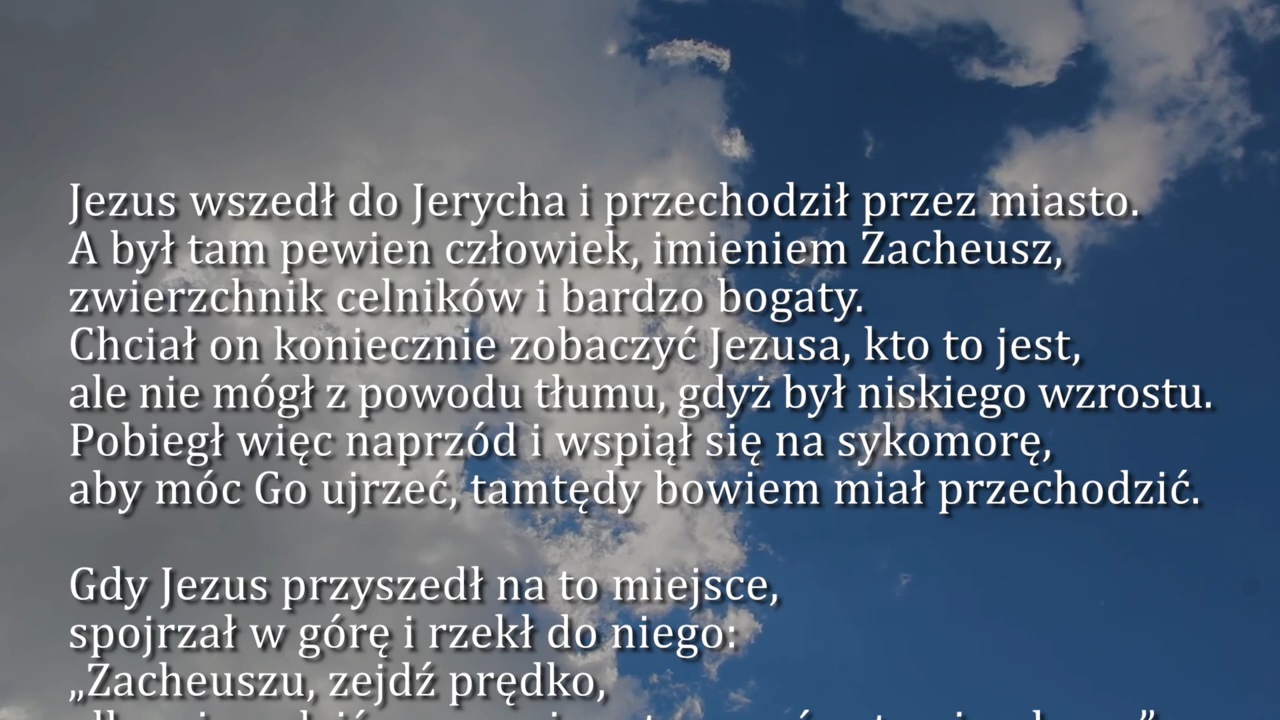 Jezus wszedł do Jerycha i przechodził przez miasto.
A był tam pewien człowiek, imieniem Zacheusz,
zwierzchnik celników i bardzo bogaty.
Chciał on koniecznie zobaczyć Jezusa, kto to jest,
ale nie mógł z powodu tłumu, gdyż był niskiego wzrostu.
Pobiegł więc naprzód i wspiął się na sykomorę,
aby móc Go ujrzeć, tamtędy bowiem miał przechodzić.
Gdy Jezus przyszedł na to miejsce,
spojrzał w górę i rzekł do niego:
„Zacheuszu, zejdź prędko,